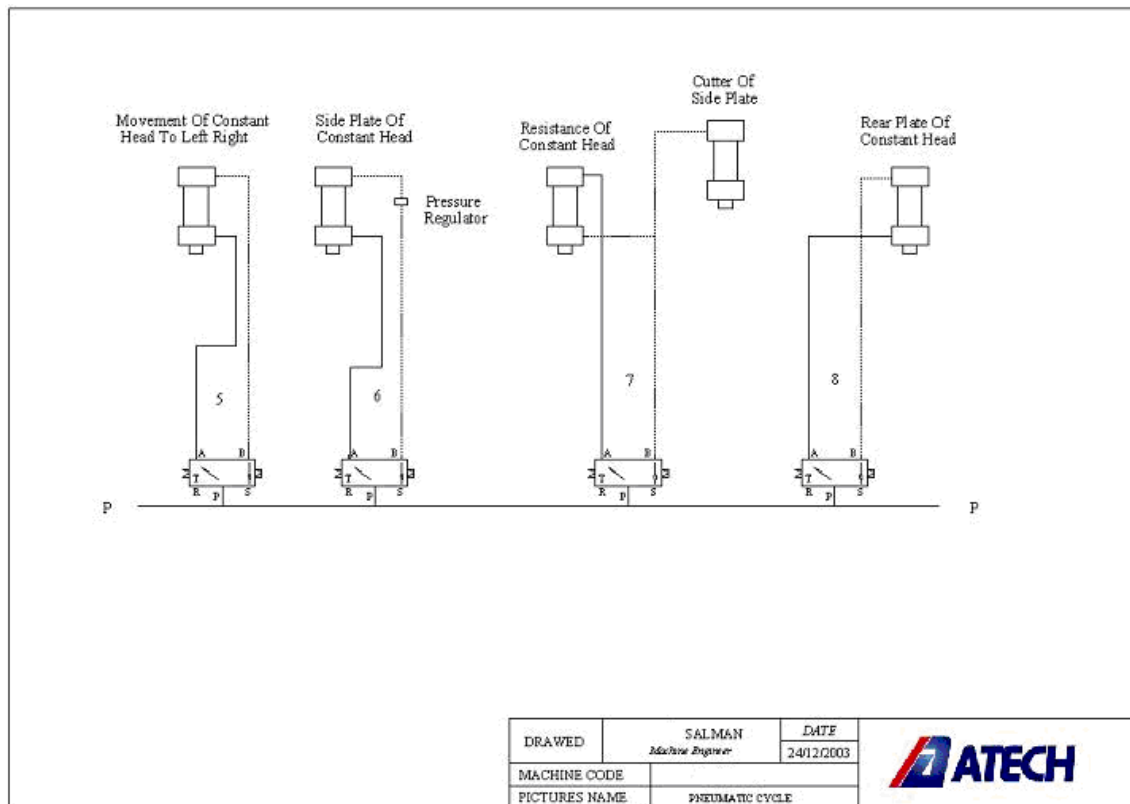 Cutter Of
Side Plate
Movement Of Constant
Head To Left Right
Side Plate Of
Constant Head
Resistance Of
Constant Head
Rear Plate Of
Constant Head
Pressure
Regulator
5
6
7
8
A B
A B
A B
A B
T
T
T
T
R P S
R P S
R P S
R P S
P P
DRAWED
SALMAN
Machine Engineer
DATE
24/12/2003
MACHINE CODE
PICTURES NAME
PNEUMATIC CYCLE
ATECH